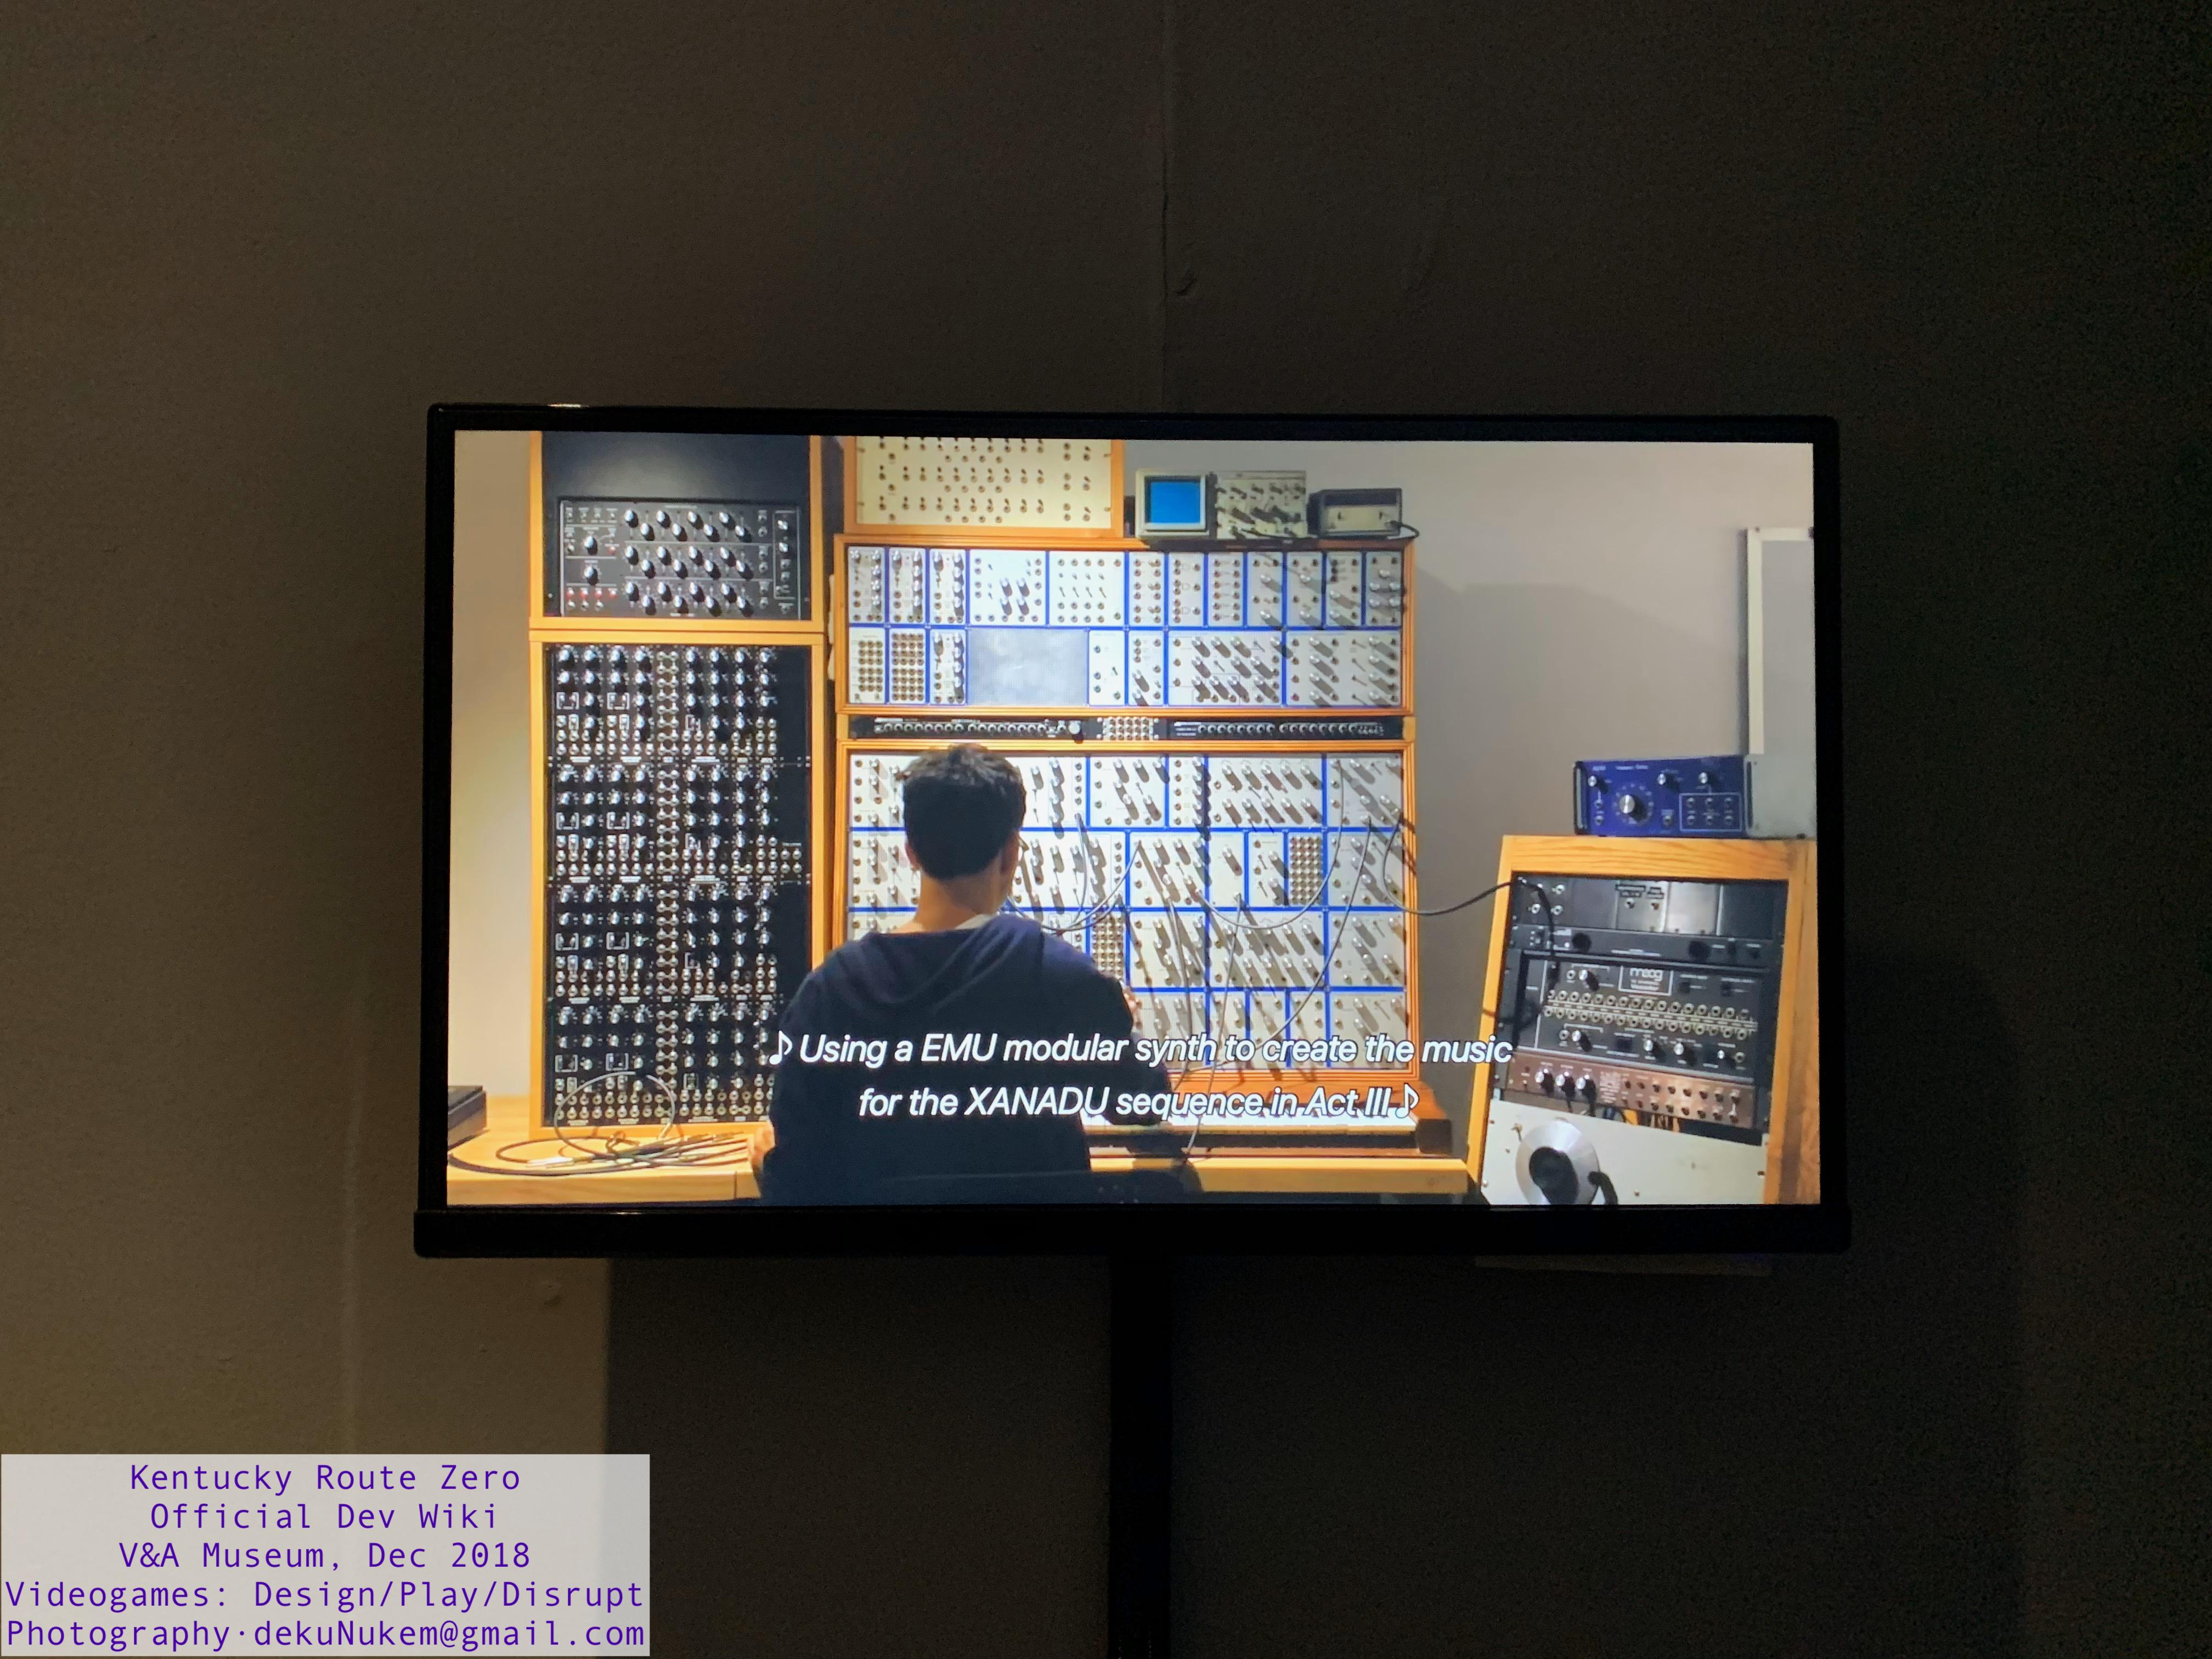 moog
♪ Using a EMU modular synth to create the music
for the XANADU sequence in Act III ♪
Kentucky Route Zero
Official Dev Wiki
V&A Museum, Dec 2018
Videogames: Design/Play/Disrupt
Photography·dekuNukem@gmail.com